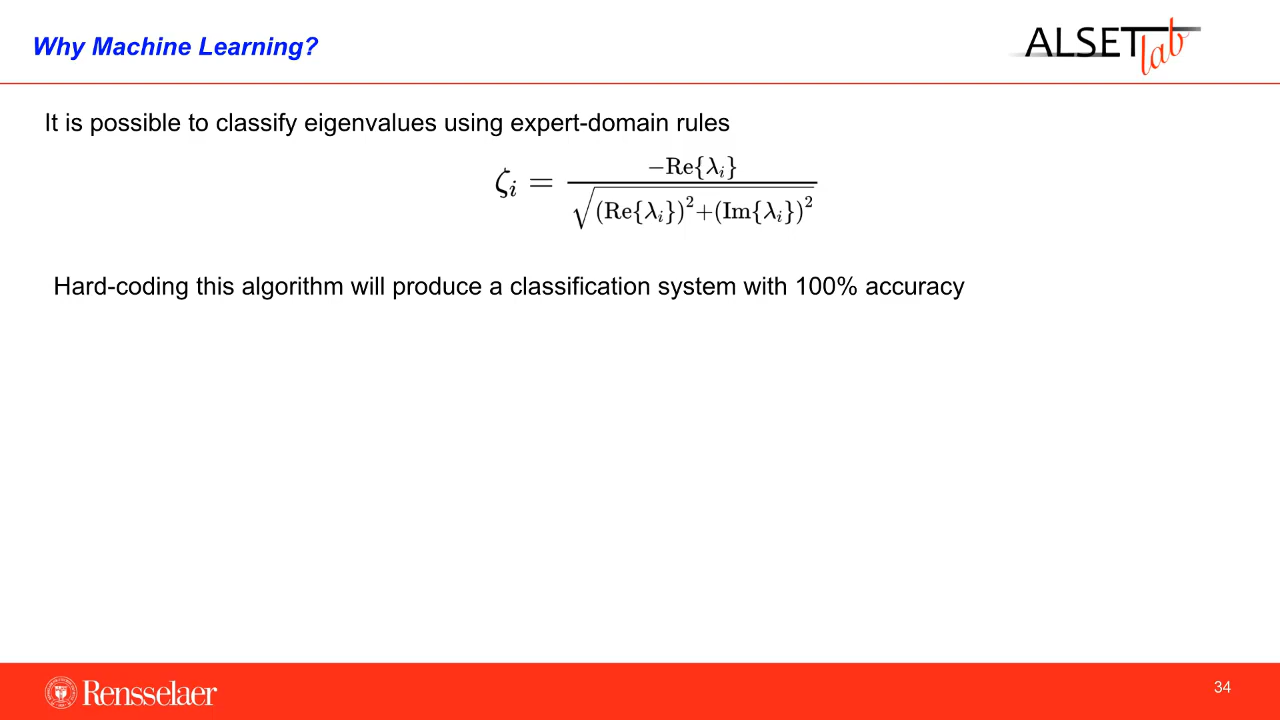 Why Machine Learning?
ALSETlab
It is possible to classify eigenvalues using expert-domain rules
ζᵢ = −Re{λᵢ} / √((Re{λᵢ})²+(Im{λᵢ})²)
Hard-coding this algorithm will produce a classification system with 100% accuracy
Rensselaer
34